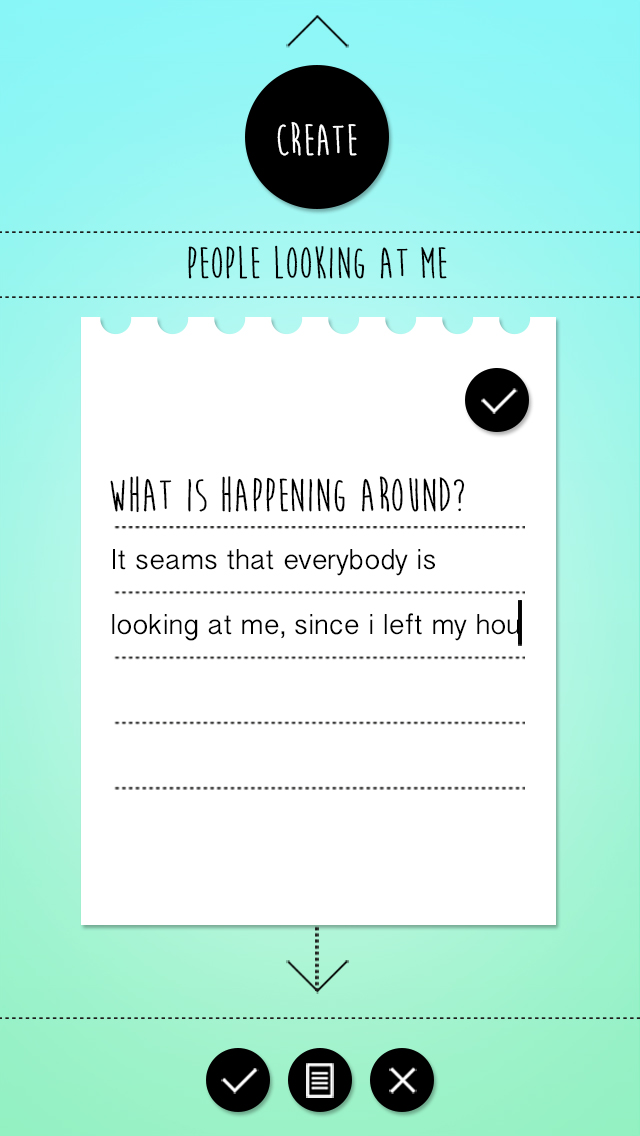 CREATE
PEOPLE LOOKING AT ME
WHAT IS HAPPENING AROUND?
It seams that everybody is
looking at me, since i left my hou